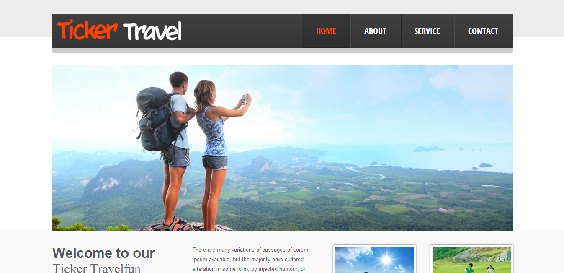 Ticker Travel
HOME
ABOUT
SERVICE
CONTACT
Welcome to our
Ticker Travelfun
There are many variations of passages of Lorem
Ipsum available, but the majority have suffered
alteration in some form, by injected humour, or